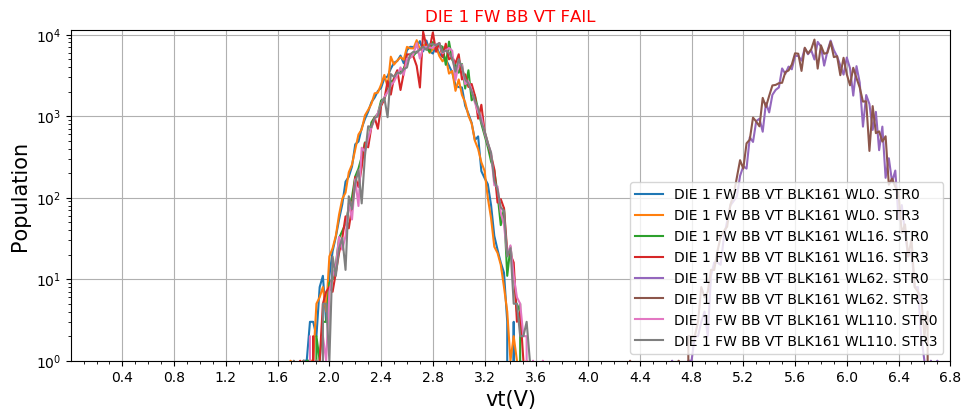 DIE 1 FW BB VT FAIL
Population
10^4
10^3
10^2
10^1
10^0
DIE 1 FW BB VT BLK161 WL0. STR0
DIE 1 FW BB VT BLK161 WL0. STR3
DIE 1 FW BB VT BLK161 WL16. STR0
DIE 1 FW BB VT BLK161 WL16. STR3
DIE 1 FW BB VT BLK161 WL62. STR0
DIE 1 FW BB VT BLK161 WL62. STR3
DIE 1 FW BB VT BLK161 WL110. STR0
DIE 1 FW BB VT BLK161 WL110. STR3
0.4 0.8 1.2 1.6 2.0 2.4 2.8 3.2 3.6 4.0 4.4 4.8 5.2 5.6 6.0 6.4 6.8
vt(V)